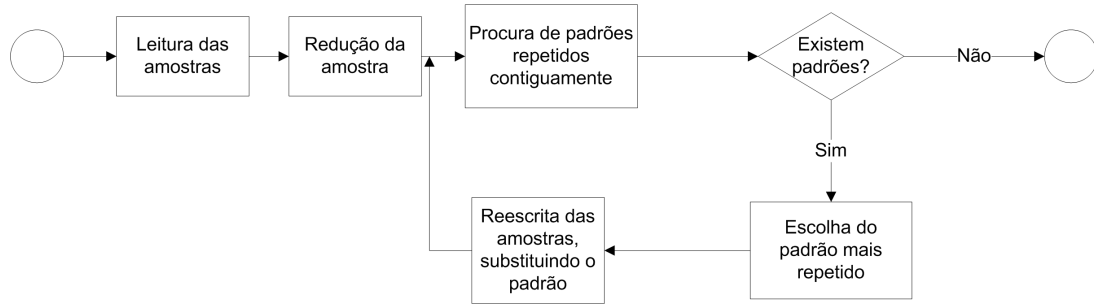 Leitura das
amostras
Redução da
amostra
Procura de padrões
repetidos
contiguamente
Existem
padrões?
Não
Sim
Escolha do
padrão mais
repetido
Reescrita das
amostras,
substituindo o
padrão